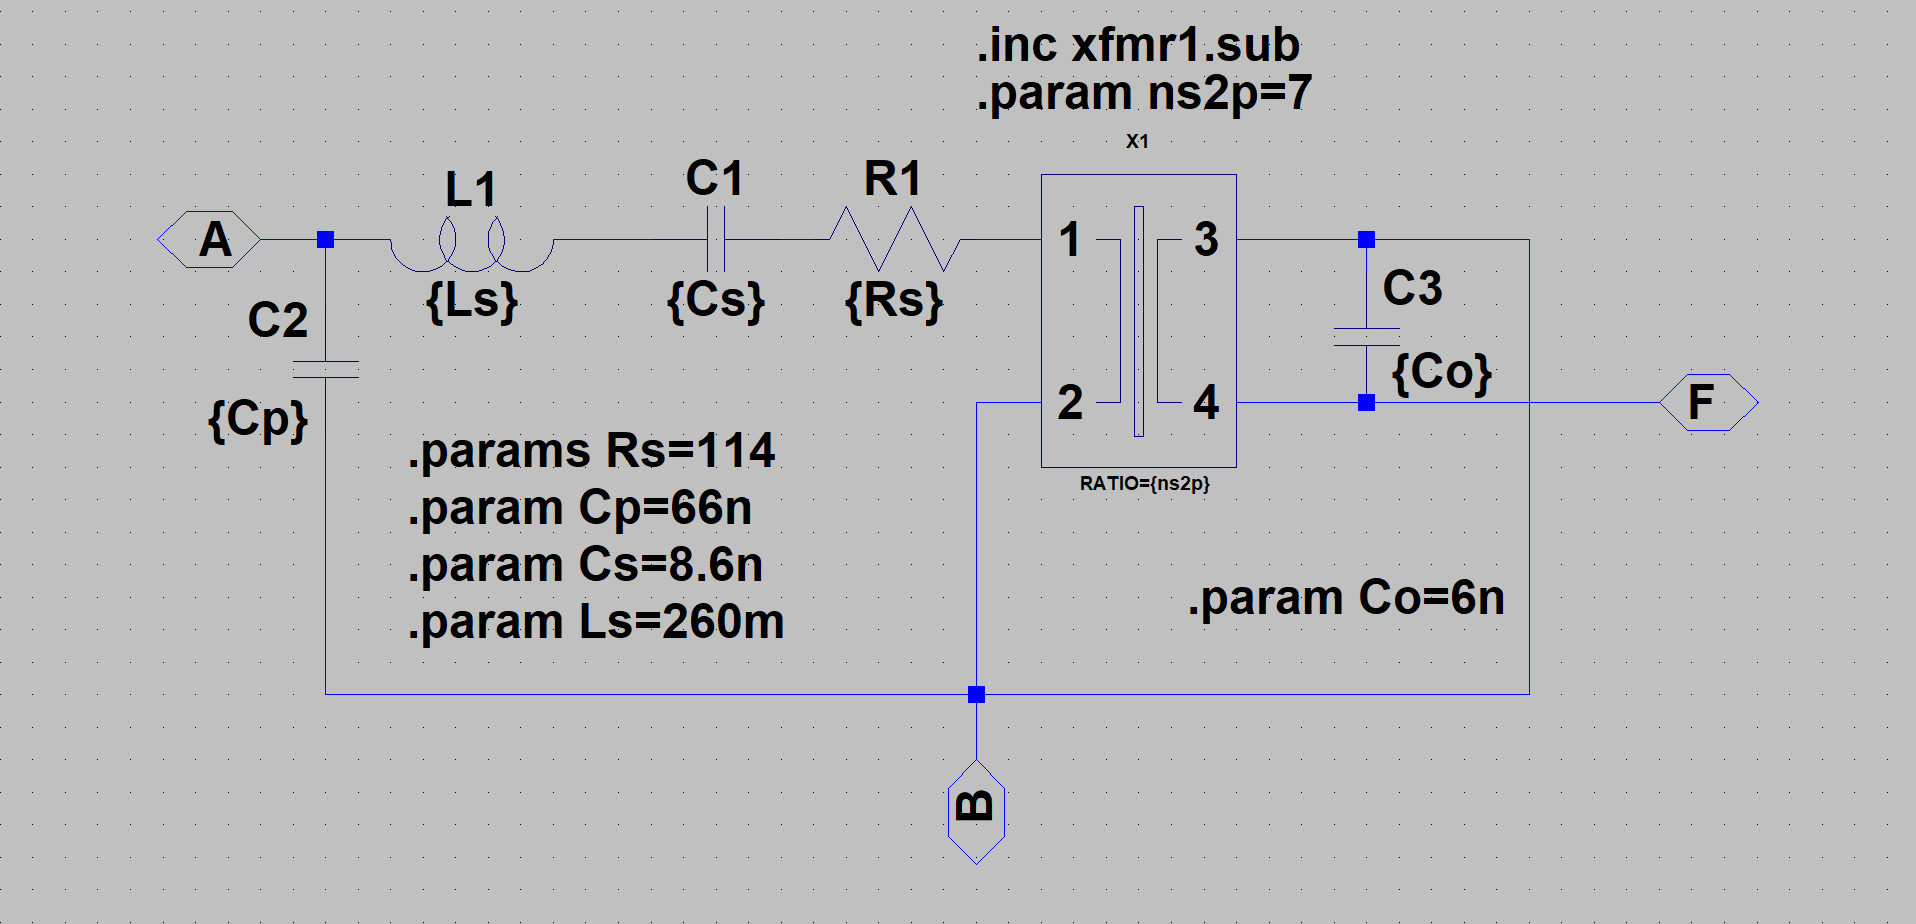 .inc xfmr1.sub
.param ns2p=7
X1
L1
C1
R1
A
1
3
{Ls}
{Cs}
{Rs}
C2
C3
{Cp}
{Co}
2
4
F
RATIO={ns2p}
.params Rs=114
.param Cp=66n
.param Cs=8.6n
.param Ls=260m
.param Co=6n
B